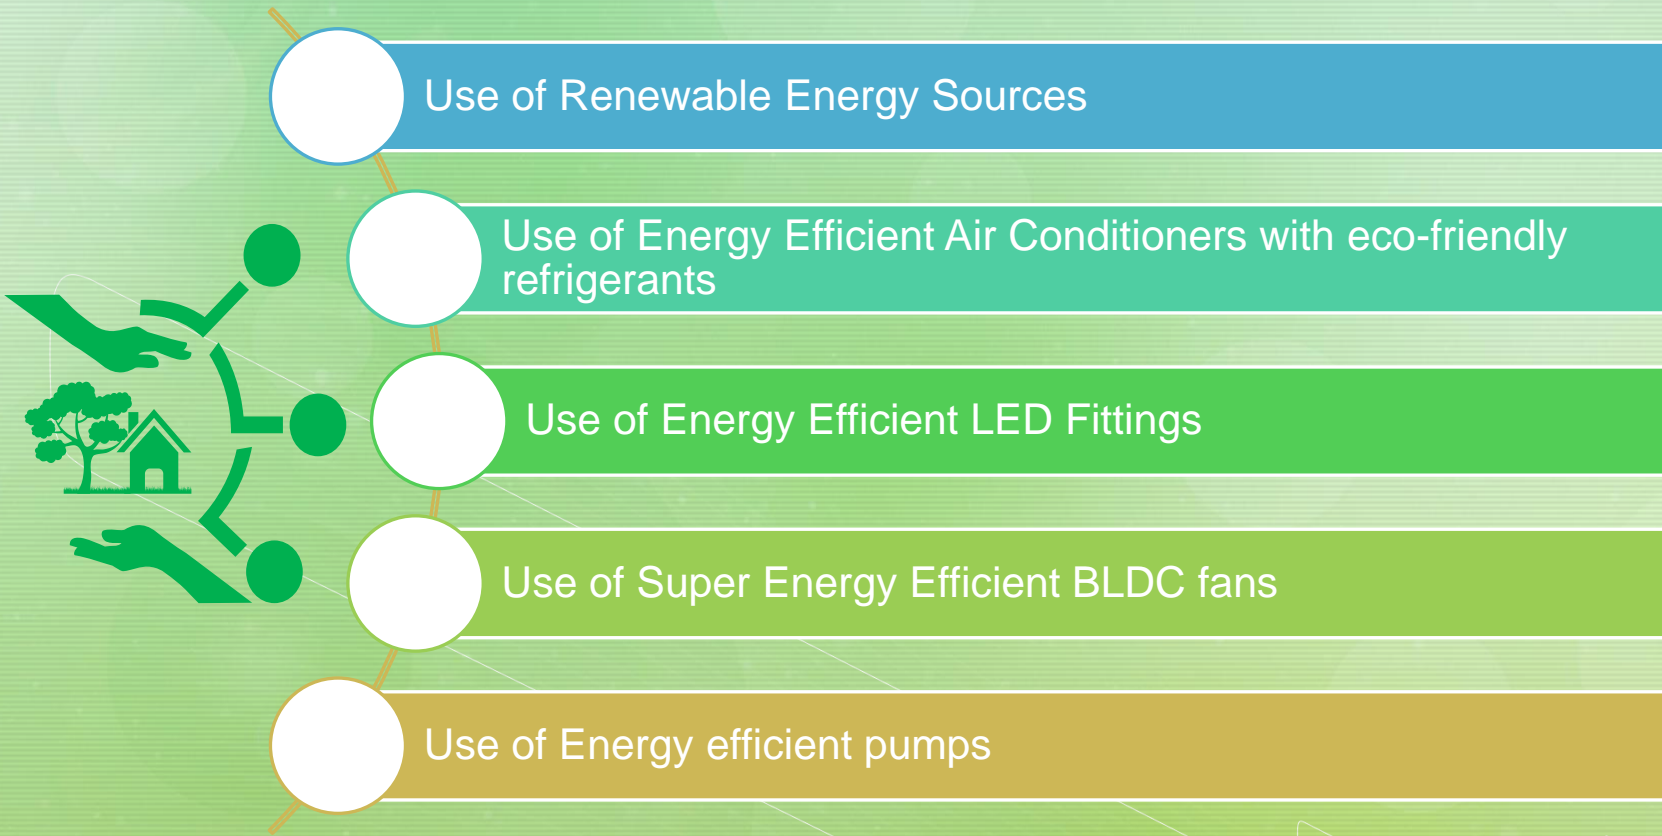 Use of Renewable Energy Sources
Use of Energy Efficient Air Conditioners with eco-friendly
refrigerants
Use of Energy Efficient LED Fittings
Use of Super Energy Efficient BLDC fans
Use of Energy efficient pumps